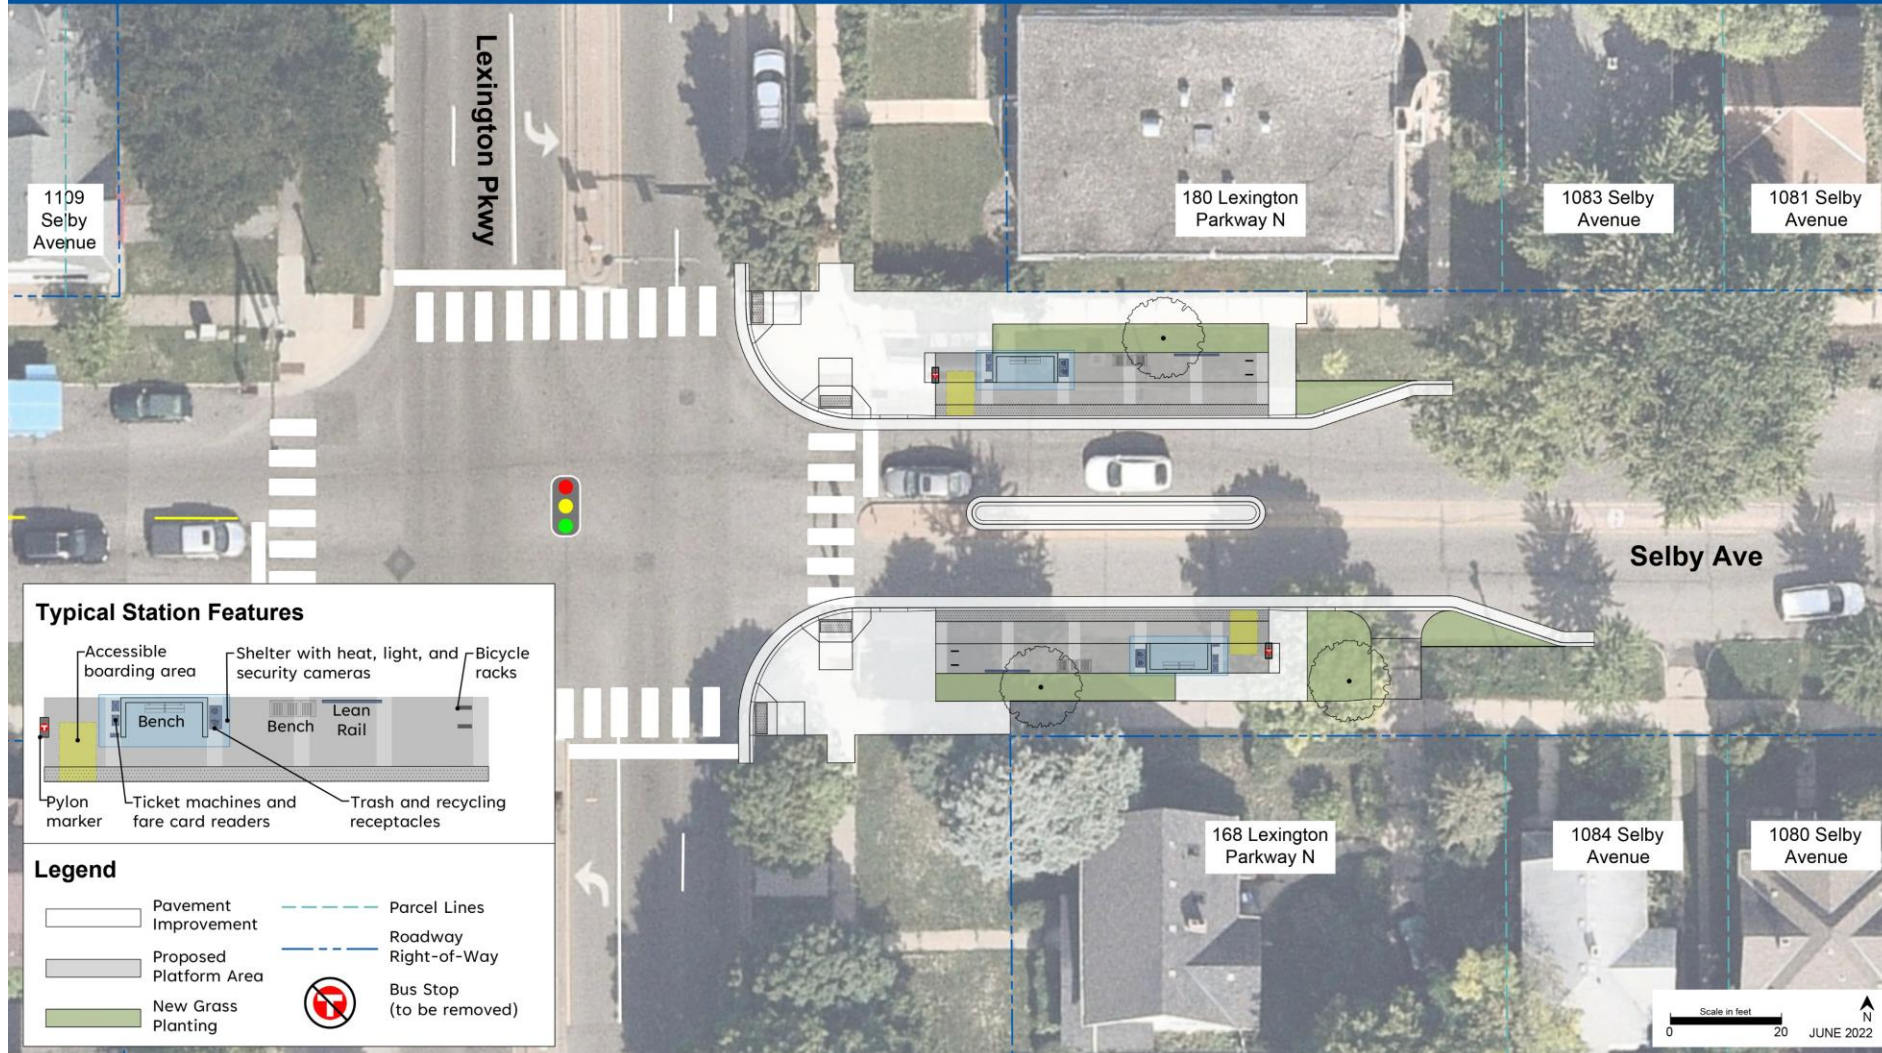 Lexington Pkwy
1109
Selby
Avenue
180 Lexington
Parkway N
1083 Selby
Avenue
1081 Selby
Avenue
Selby Ave
Typical Station Features
Accessible
boarding area
Shelter with heat, light, and
security cameras
Bicycle
racks
Bench
Bench
Lean
Rail
Pylon
marker
Ticket machines and
fare card readers
Trash and recycling
receptacles
Legend
Pavement
Improvement
Proposed
Platform Area
New Grass
Planting
Parcel Lines
Roadway
Right-of-Way
Bus Stop
(to be removed)
168 Lexington
Parkway N
1084 Selby
Avenue
1080 Selby
Avenue
Scale in feet
0 20
N
JUNE 2022